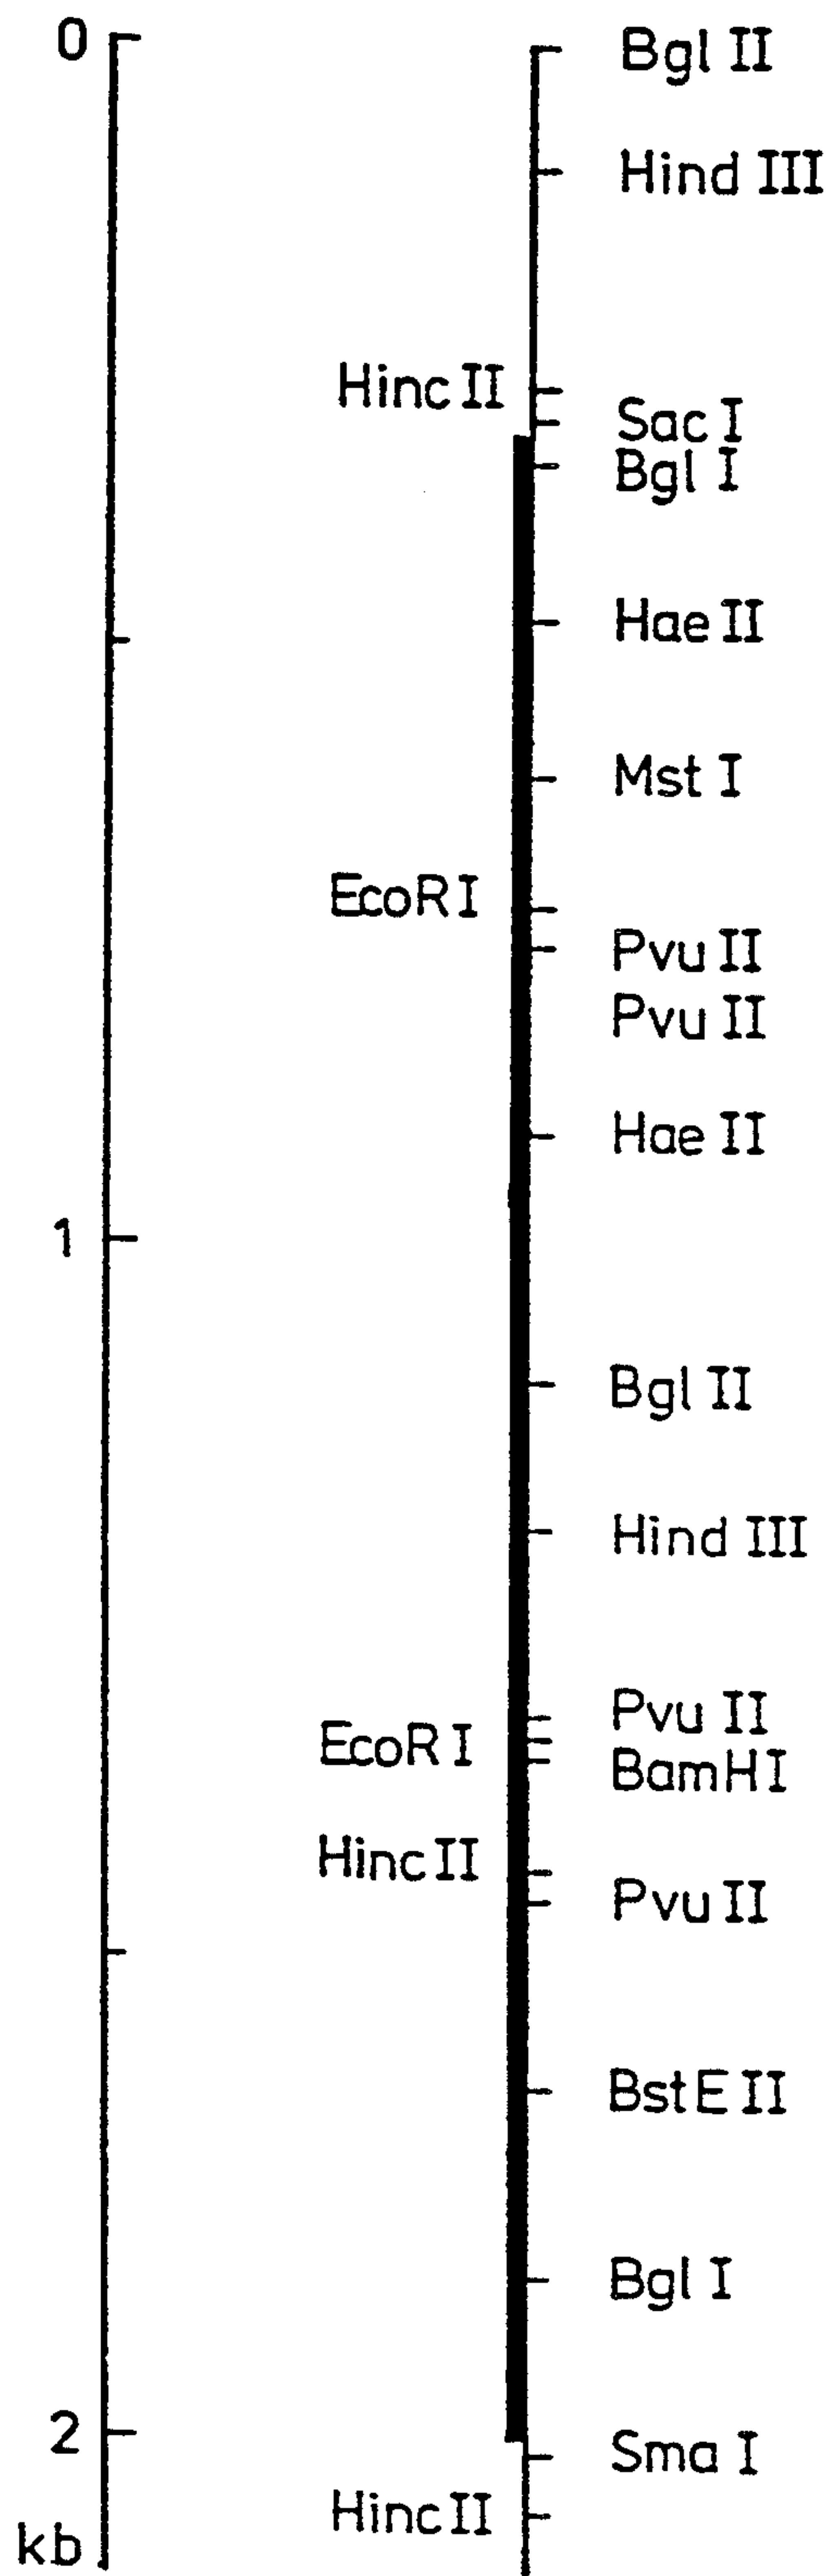 0
Bgl II
Hind III
Hinc II
Sac I
Bgl I
Hae II
Mst I
EcoR I
Pvu II
Pvu II
Hae II
1
Bgl II
Hind III
Pvu II
EcoR I
BamH I
Hinc II
Pvu II
BstE II
Bgl I
2
Sma I
Hinc II
kb